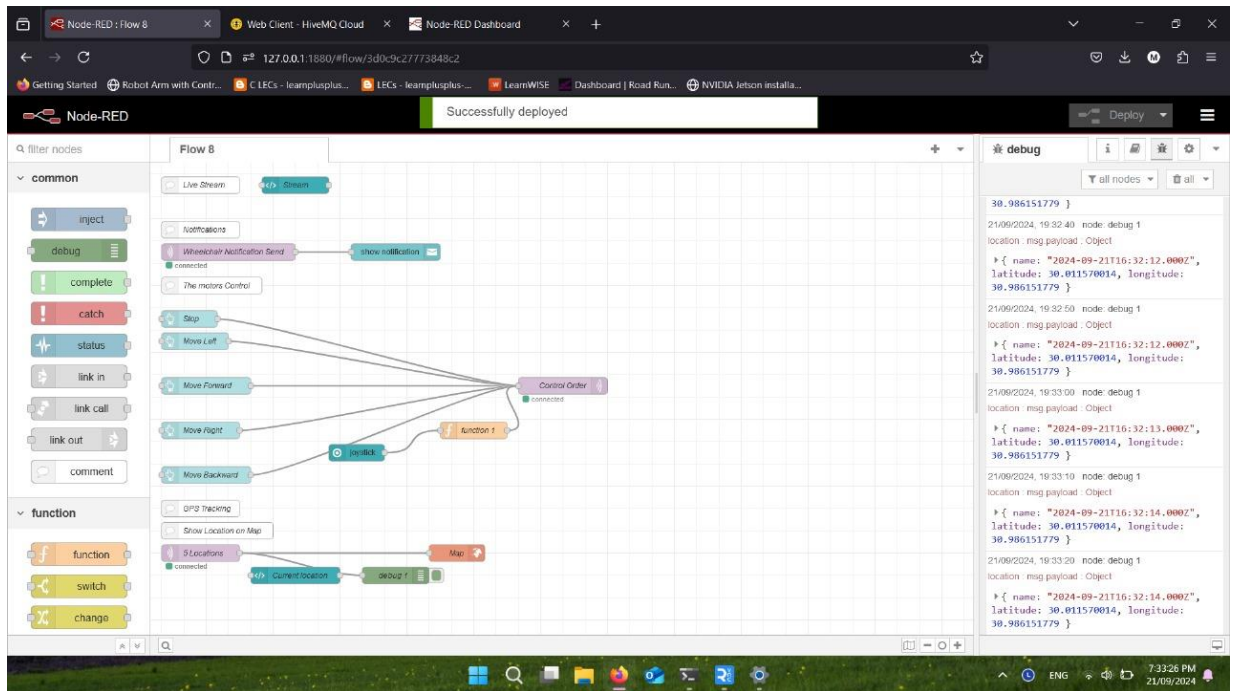 Node-RED : Flow 8
Web Client - HiveMQ Cloud
Node-RED Dashboard
127.0.0.1:1880/#flow/3d0c9c27773848c2
Getting Started
Robot Arm with Contr...
C LECs - learnplusplus...
LECs - learnplusplus-...
LearnWISE
Dashboard | Road Run...
NVIDIA Jetson installa...
Node-RED
Successfully deployed
Deploy
filter nodes
common
inject
debug
complete
catch
status
link in
link call
link out
comment
function
function
switch
change
Flow 8
Live Stream
Stream
Notifications
Wheelchair Notification Send
show notification
connected
The motors Control
Stop
Move Left
Move Forward
Control Order
connected
Move Right
function 1
joystick
Move Backward
GPS Tracking
Show Location on Map
5 Locations
Map
connected
Current location
debug 1
debug
all nodes
all
30.986151779 }
21/09/2024, 19:32:40 node: debug 1
location : msg.payload : Object
{ name: "2024-09-21T16:32:12.000Z",
latitude: 30.011570014, longitude:
30.986151779 }
21/09/2024, 19:32:50 node: debug 1
location : msg.payload : Object
{ name: "2024-09-21T16:32:12.000Z",
latitude: 30.011570014, longitude:
30.986151779 }
21/09/2024, 19:33:00 node: debug 1
location : msg.payload : Object
{ name: "2024-09-21T16:32:13.000Z",
latitude: 30.011570014, longitude:
30.986151779 }
21/09/2024, 19:33:10 node: debug 1
location : msg.payload : Object
{ name: "2024-09-21T16:32:14.000Z",
latitude: 30.011570014, longitude:
30.986151779 }
21/09/2024, 19:33:20 node: debug 1
location : msg.payload : Object
{ name: "2024-09-21T16:32:14.000Z",
latitude: 30.011570014, longitude:
30.986151779 }
ENG
7:33:26 PM
21/09/2024